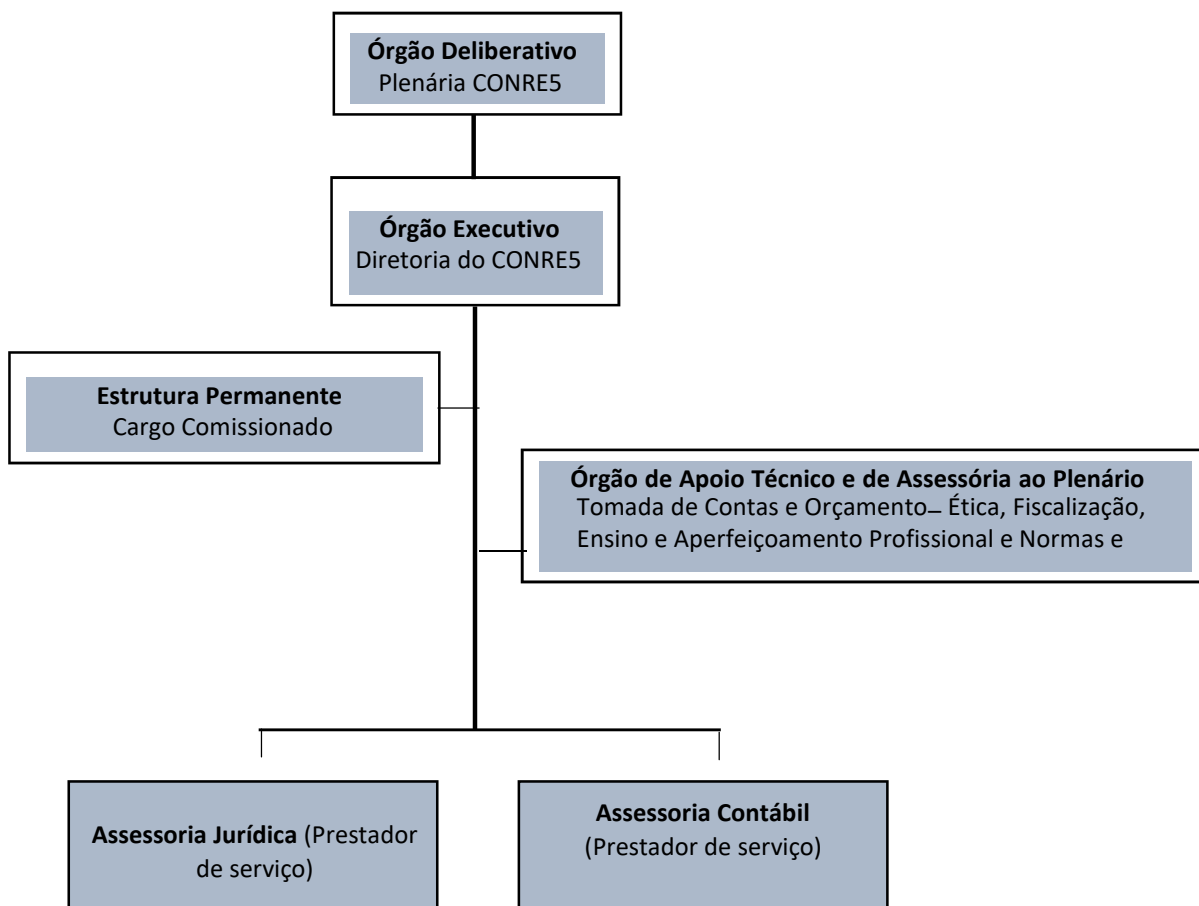 Órgão Deliberativo
Plenária CONRE5
Órgão Executivo
Diretoria do CONRE5
Estrutura Permanente
Cargo Comissionado
Órgão de Apoio Técnico e de Assessória ao Plenário
Tomada de Contas e Orçamento– Ética, Fiscalização,
Ensino e Aperfeiçoamento Profissional e Normas e
Assessoria Jurídica (Prestador
de serviço)
Assessoria Contábil
(Prestador de serviço)